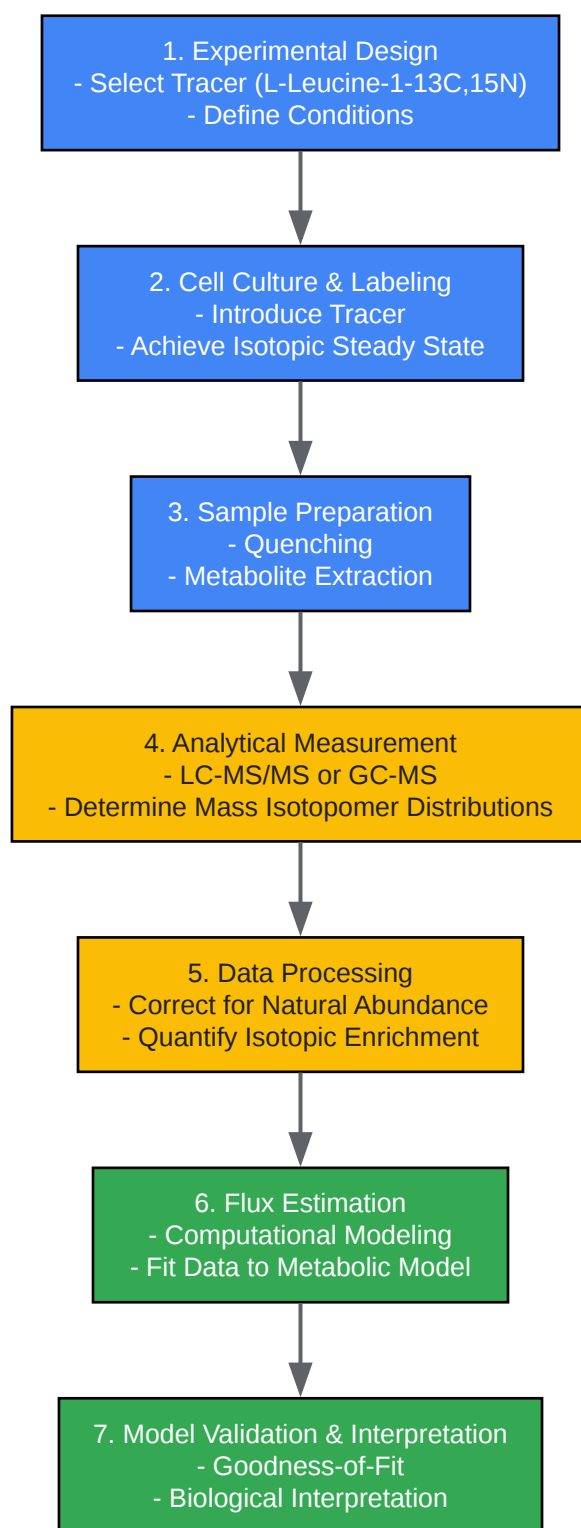 1. Experimental Design
- Select Tracer (L-Leucine-1-13C,15N)
- Define Conditions
2. Cell Culture & Labeling
- Introduce Tracer
- Achieve Isotopic Steady State
3. Sample Preparation
- Quenching
- Metabolite Extraction
4. Analytical Measurement
- LC-MS/MS or GC-MS
- Determine Mass Isotopomer Distributions
5. Data Processing
- Correct for Natural Abundance
- Quantify Isotopic Enrichment
6. Flux Estimation
- Computational Modeling
- Fit Data to Metabolic Model
7. Model Validation & Interpretation
- Goodness-of-Fit
- Biological Interpretation